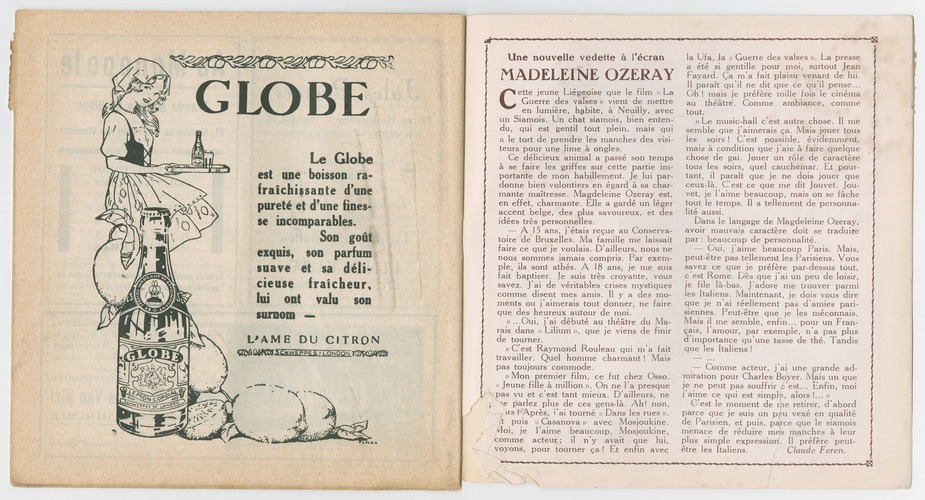 GLOBE
Le Globe
est une boisson ra-
fraichissante d'une
pureté et d'une fines-
se incomparables.
Son goût
exquis, son parfum
suave et sa déli-
cieuse fraîcheur,
lui ont valu son
surnom —
L'AME DU CITRON
SCHWEPPES LONDON
GLOBE
LEMON
Une nouvelle vedette à l'écran
MADELEINE OZERAY
Cette jeune Liégeoise que le film « La
Guerre des valses » vient de mettre
en lumière, habite, à Neuilly, avec
un Siamois. Un chat siamois, bien enten-
du, qui est gentil tout plein, mais qui
a le tort de prendre les manches des visi-
teurs pour une lime à ongles.
Ce délicieux animal a passé son temps
à se faire les griffes sur cette partie im-
portante de mon habillement. Je lui par-
donne bien volontiers en égard à sa char-
mante maîtresse. Magdeleine Ozeray est,
en effet, charmante. Elle a gardé un léger
accent belge, des plus savoureux, et des
idées très personnelles.
— A 15 ans, j'étais reçue au Conserva-
toire de Bruxelles. Ma famille me laissait
faire ce que je voulais. D'ailleurs, nous ne
nous sommes jamais compris. Par exem-
ple, ils sont athés. A 18 ans, je me suis
fait baptiser. Je suis très croyante, vous
savez. J'ai de véritables crises mystiques
comme disent mes amis. Il y a des mo-
ments ou j'aimerais tout donner, ne faire
que des heureux autour de moi.
» ...Oui, j'ai débuté au théâtre du Ma-
rais dans « Lilium », que je viens de finir
de tourner.
» C'est Raymond Rouleau qui m'a fait
travailler. Quel homme charmant ! Mais
pas toujours commode.
» Mon premier film, ce fut chez Osso.
« Jeune fille à million ». On ne l'a presque
pas vu et c'est tant mieux. D'ailleurs, ne
parlez plus de ces gens-là. Ah! non,
Après, j'ai tourné « Dans les rues »,
puis « Casanova » avec Mosjoukine.
Moi, je l'aime beaucoup, Mosjoukine,
comme acteur; il n'y avait que lui,
voyons, pour tourner ça ! Et enfin avec
la Ufa, la « Guerre des valses ». La presse
a été si gentille pour moi, surtout Jean
Fayard. Ça m'a fait plaisir venant de lui.
Il paraît qu'il ne dit que ce qu'il pense...
Oh ! mais je préfère mille fois le cinéma
au théâtre. Comme ambiance, comme
tout.
» Le music-hall c'est autre chose. Il me
semble que j'aimerais ça. Mais jouer tous
les soirs ! C'est possible, évidemment,
mais à condition que j'aie à faire quelque
chose de gai. Jouer un rôle de caractère
tous les soirs, quel cauchemar. Et pour
tant, il paraît que je ne dois jouer que
ceux-là. C'est ce que me dit Jouvet. Jou-
vet, je l'aime beaucoup, mais on se fâche
tout le temps. Il a tellement de personna-
lité aussi.
Dans le langage de Magdeleine Ozeray,
avoir mauvais caractère doit se traduire
par : beaucoup de personnalité.
— Oui, j'aime beaucoup Paris. Mais,
peut-être pas tellement les Parisiens. Vous
savez ce que je préfère par-dessus tout,
c'est Rome. Dès que j'ai un peu de loisir,
je file là-bas. J'adore me trouver parmi
les Italiens. Maintenant, je dois vous dire
que je n'ai réellement pas d'amies pari-
siennes. Peut-être que je les méconnais.
Mais il me semble, enfin... pour un Fran-
çais, l'amour, par exemple, n'a pas plus
d'importance qu'une tasse de thé. Tandis
que les Italiens !
— ...
— Comme acteur, j'ai une grande ad-
miration pour Charles Boyer. Mais un que
je ne peut pas souffrir c'est... Enfin, moi
j'aime ce qui est simple, alors !... »
C'est le moment de me retirer, d'abord
parce que je suis un peu vexé en qualité
de Parisien, et puis, parce que le siamois
menace de réduire mes manches à leur
plus simple expression. Il préfère peut-
être les Italiens. Claude Feren.